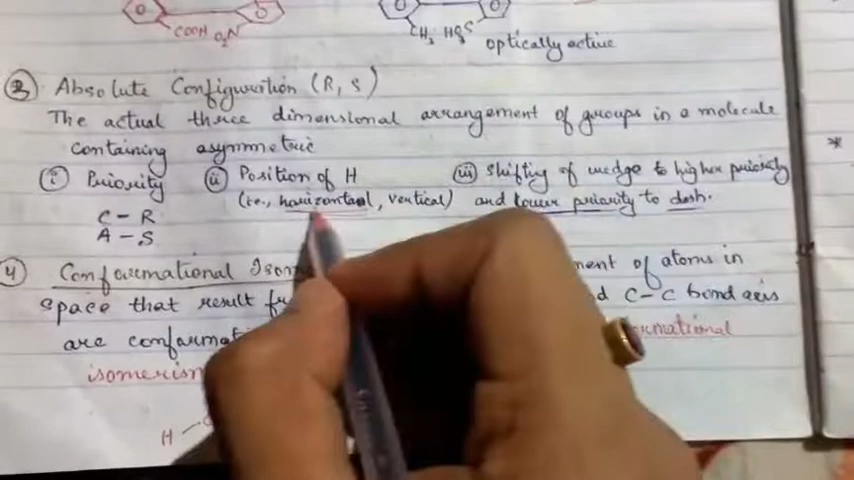 COOH O₂N
CH₃ HO₃S optically active
3 Absolute Configuration (R, S)
The actual three dimensional arrangement of groups in a molecule
containing asymmetric
i Priority ii Position of H iii Shifting of wedge to higher priority
(i.e., horizontal, vertical) and lower priority to dash.
C - R
A - S
4 Conformational Isom ment of atoms in
space that result fr d C-C bond axis
are conformat ormational
isomerism
H